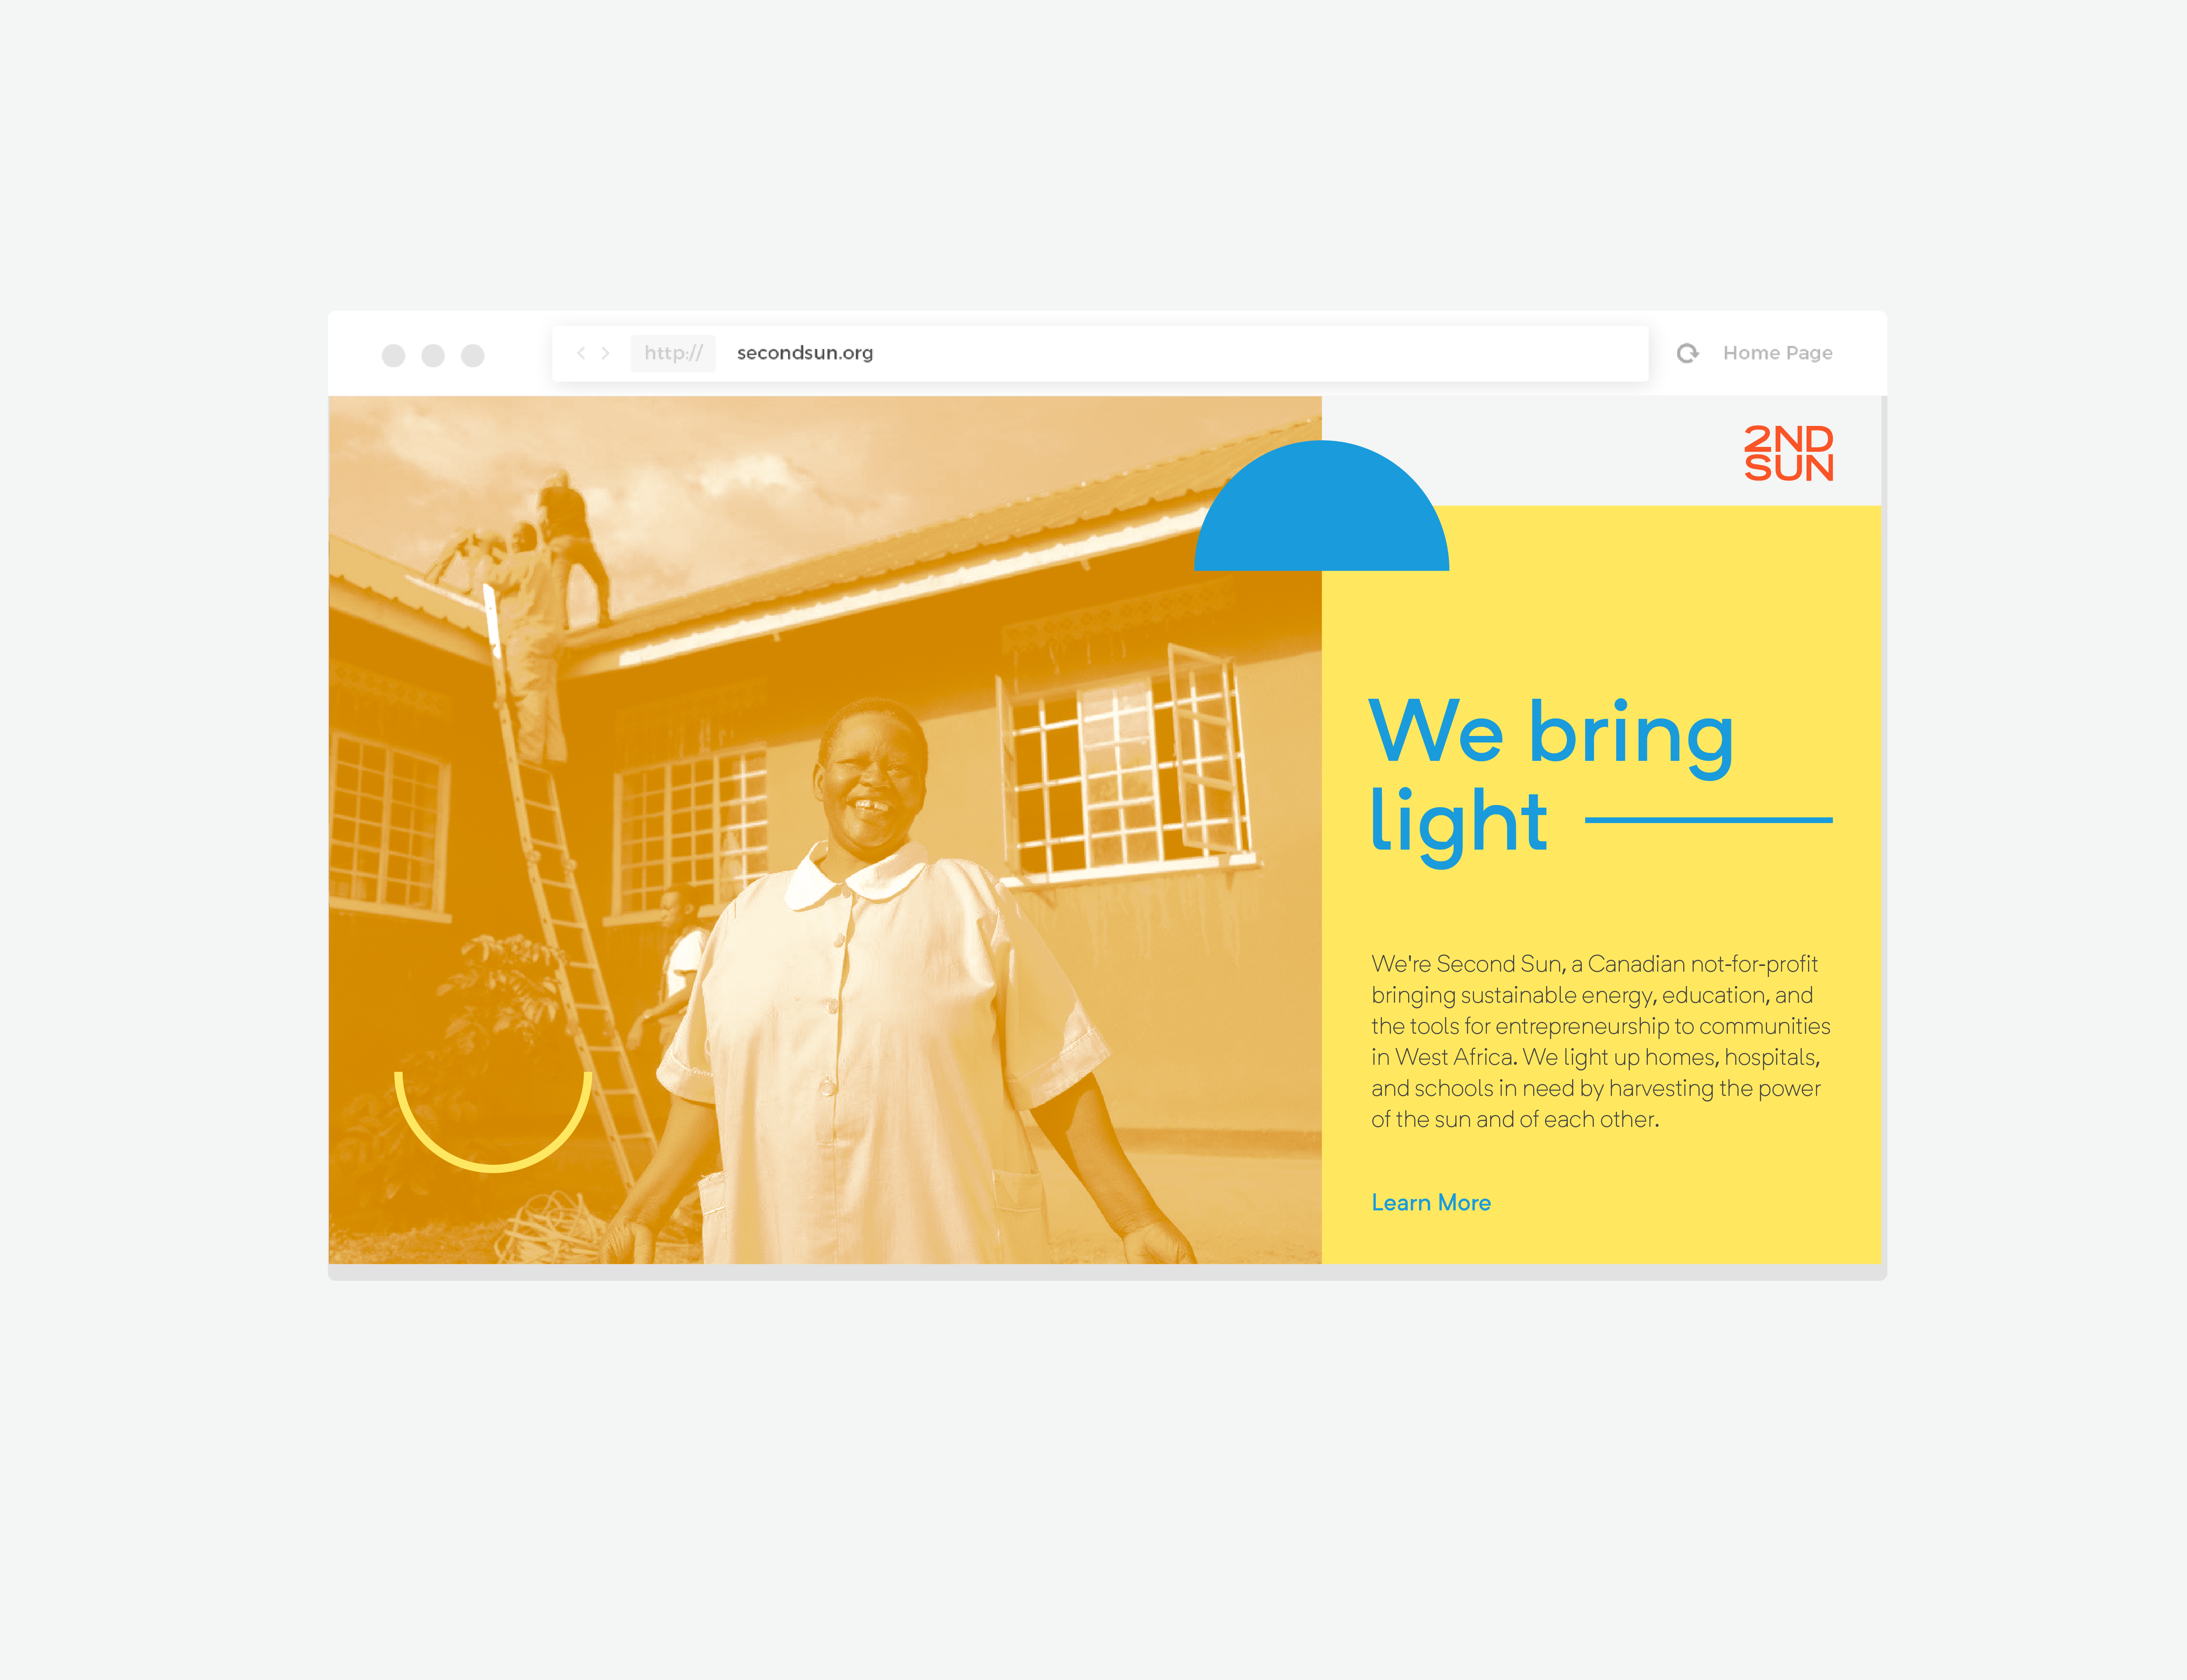 http://
secondsun.org
Home Page
2ND
SUN
We bring
light
We're Second Sun, a Canadian not-for-profit
bringing sustainable energy, education, and
the tools for entrepreneurship to communities
in West Africa. We light up homes, hospitals,
and schools in need by harvesting the power
of the sun and of each other.
Learn More